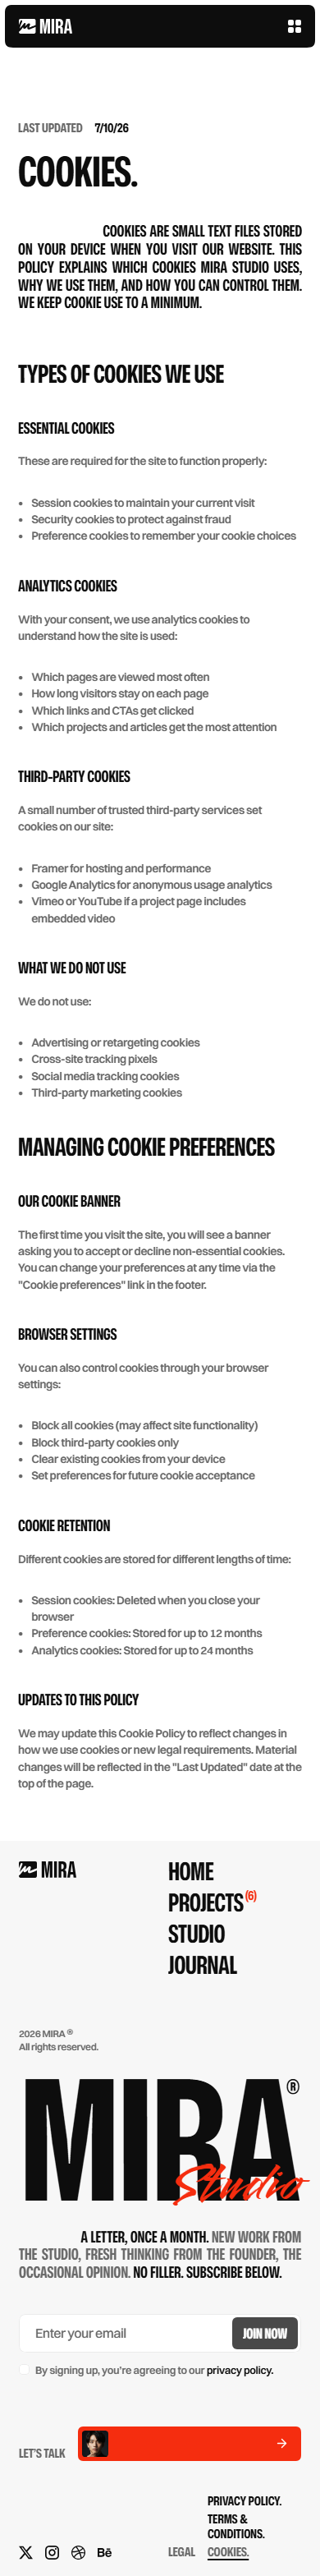 MIRA
LAST UPDATED 7/10/26
COOKIES.
COOKIES ARE SMALL TEXT FILES STORED
ON YOUR DEVICE WHEN YOU VISIT OUR WEBSITE. THIS
POLICY EXPLAINS WHICH COOKIES MIRA STUDIO USES,
WHY WE USE THEM, AND HOW YOU CAN CONTROL THEM.
WE KEEP COOKIE USE TO A MINIMUM.
TYPES OF COOKIES WE USE
ESSENTIAL COOKIES
These are required for the site to function properly:
• Session cookies to maintain your current visit
• Security cookies to protect against fraud
• Preference cookies to remember your cookie choices
ANALYTICS COOKIES
With your consent, we use analytics cookies to
understand how the site is used:
• Which pages are viewed most often
• How long visitors stay on each page
• Which links and CTAs get clicked
• Which projects and articles get the most attention
THIRD-PARTY COOKIES
A small number of trusted third-party services set
cookies on our site:
• Framer for hosting and performance
• Google Analytics for anonymous usage analytics
• Vimeo or YouTube if a project page includes
embedded video
WHAT WE DO NOT USE
We do not use:
• Advertising or retargeting cookies
• Cross-site tracking pixels
• Social media tracking cookies
• Third-party marketing cookies
MANAGING COOKIE PREFERENCES
OUR COOKIE BANNER
The first time you visit the site, you will see a banner
asking you to accept or decline non-essential cookies.
You can change your preferences at any time via the
"Cookie preferences" link in the footer.
BROWSER SETTINGS
You can also control cookies through your browser
settings:
• Block all cookies (may affect site functionality)
• Block third-party cookies only
• Clear existing cookies from your device
• Set preferences for future cookie acceptance
COOKIE RETENTION
Different cookies are stored for different lengths of time:
• Session cookies: Deleted when you close your
browser
• Preference cookies: Stored for up to 12 months
• Analytics cookies: Stored for up to 24 months
UPDATES TO THIS POLICY
We may update this Cookie Policy to reflect changes in
how we use cookies or new legal requirements. Material
changes will be reflected in the "Last Updated" date at the
top of the page.
MIRA
HOME
PROJECTS (6)
STUDIO
JOURNAL
2026 MIRA ®
All rights reserved.
MIRA ®
Studio
A LETTER, ONCE A MONTH. NEW WORK FROM
THE STUDIO, FRESH THINKING FROM THE FOUNDER, THE
OCCASIONAL OPINION. NO FILLER. SUBSCRIBE BELOW.
Enter your email JOIN NOW
By signing up, you're agreeing to our privacy policy.
LET'S TALK
PRIVACY POLICY.
TERMS &
CONDITIONS.
Bē LEGAL COOKIES.